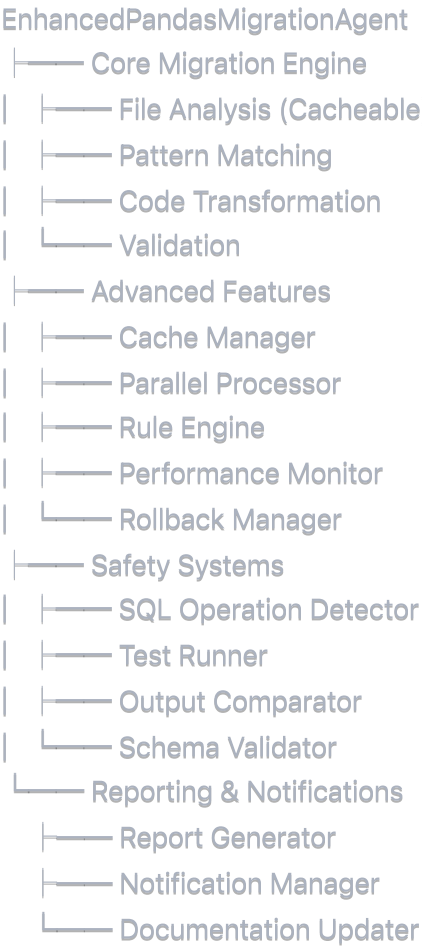 EnhancedPandasMigrationAgent
├── Core Migration Engine
│   ├── File Analysis (Cacheable
│   ├── Pattern Matching
│   ├── Code Transformation
│   └── Validation
├── Advanced Features
│   ├── Cache Manager
│   ├── Parallel Processor
│   ├── Rule Engine
│   ├── Performance Monitor
│   └── Rollback Manager
├── Safety Systems
│   ├── SQL Operation Detector
│   ├── Test Runner
│   ├── Output Comparator
│   └── Schema Validator
└── Reporting & Notifications
    ├── Report Generator
    ├── Notification Manager
    └── Documentation Updater